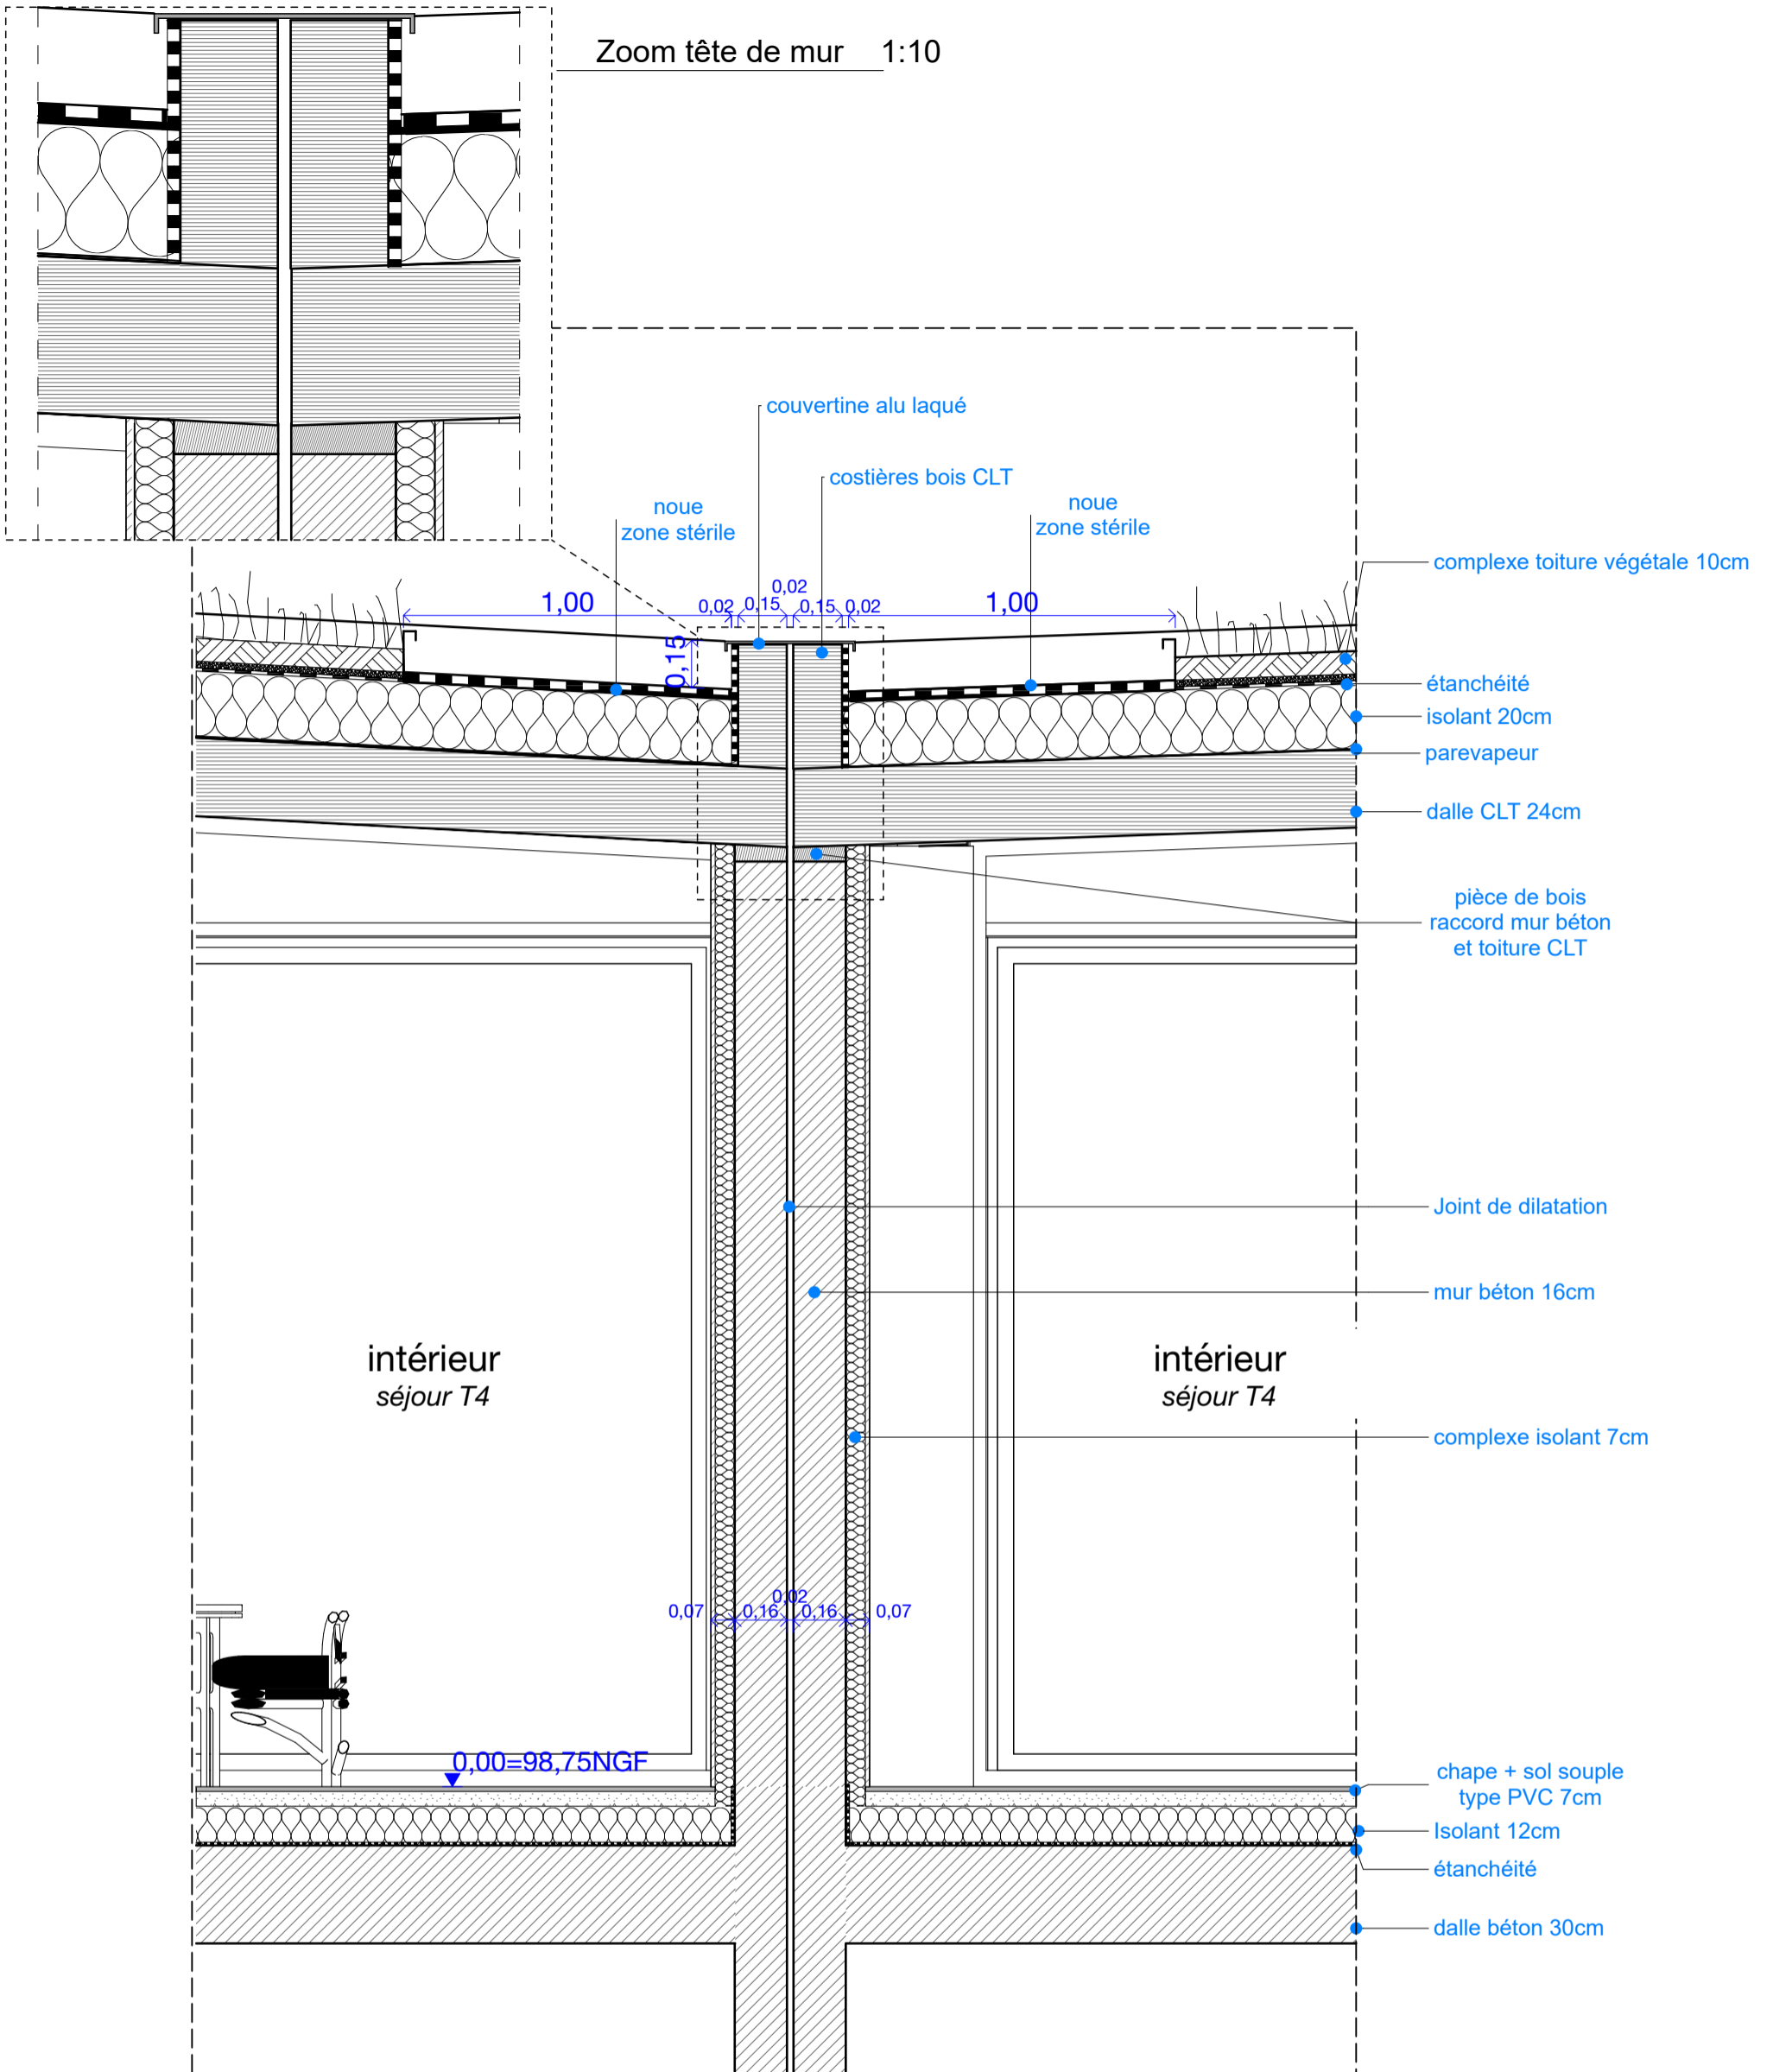 Zoom tête de mur 1:10
couvertine alu laqué
costières bois CLT
noue
zone stérile
noue
zone stérile
complexe toiture végétale 10cm
0,02
1,00
0,02
0,15
0,15
0,02
1,00
0,15
étanchéité
isolant 20cm
parevapeur
dalle CLT 24cm
pièce de bois
raccord mur béton
et toiture CLT
Joint de dilatation
mur béton 16cm
intérieur
séjour T4
intérieur
séjour T4
complexe isolant 7cm
0,02
0,07
0,16
0,16
0,07
0,00=98,75NGF
chape + sol souple
type PVC 7cm
Isolant 12cm
étanchéité
dalle béton 30cm